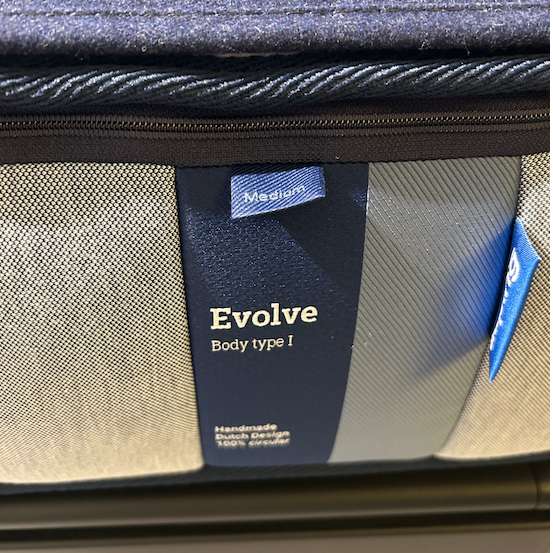 Medium
Evolve
Body type I
Handmade
Dutch Design
100% circular